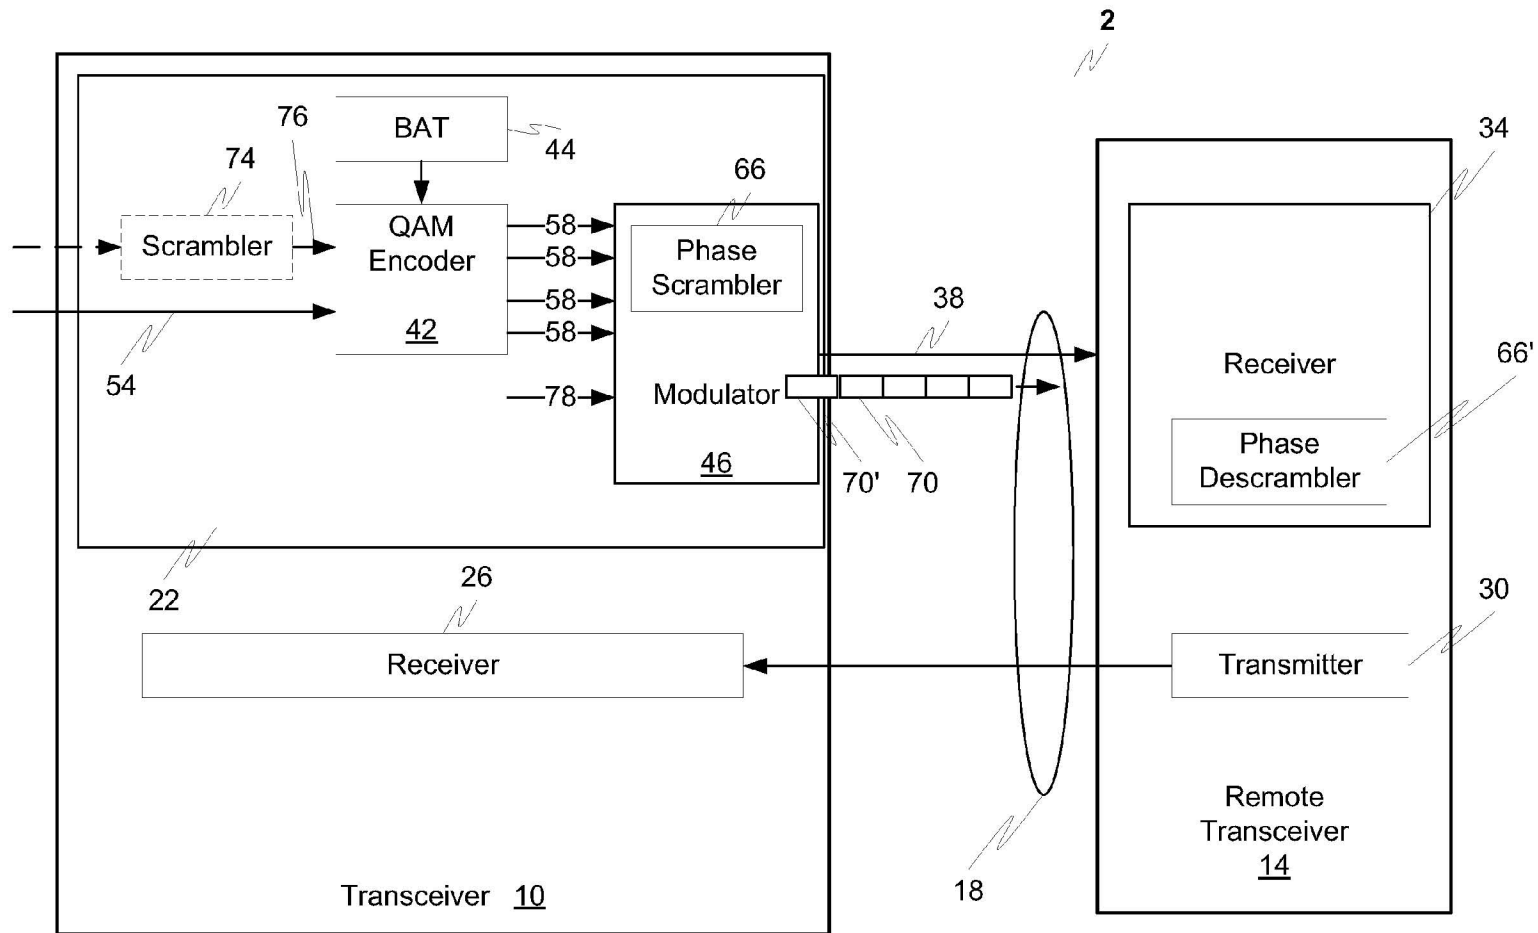 2
76
BAT
44
74
66
34
Scrambler
QAM
Encoder
42
58
58
58
58
Phase
Scrambler
38
54
78
Modulator
46
70'
70
Receiver
66'
Phase
Descrambler
22
26
30
Receiver
Transmitter
18
Remote
Transceiver
14
Transceiver 10